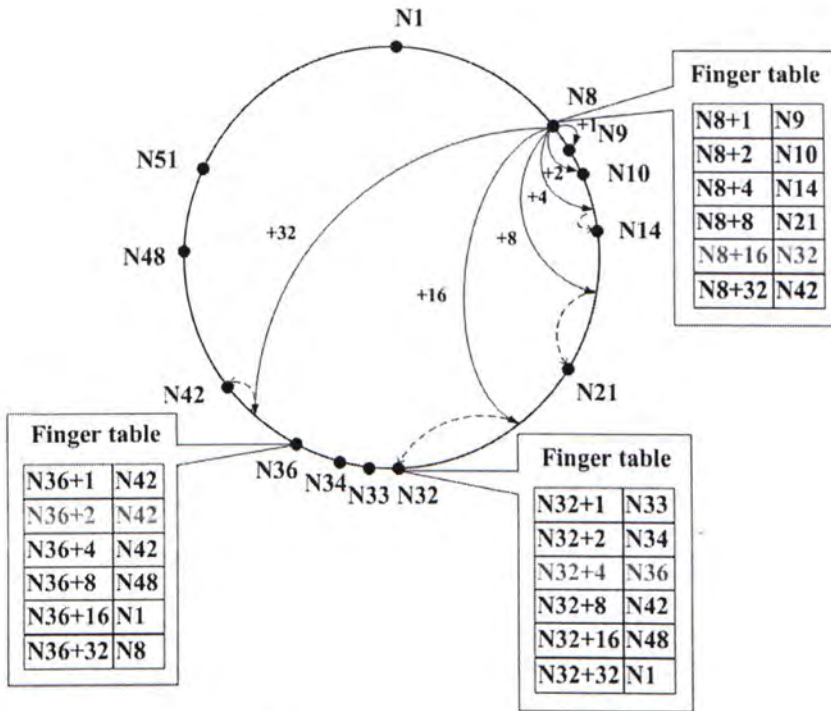 N1
N8
N9
N10
N14
N21
N32
N33
N34
N36
N42
N48
N51
+1
+2
+4
+8
+16
+32
Finger table
N8+1 N9
N8+2 N10
N8+4 N14
N8+8 N21
N8+16 N32
N8+32 N42
Finger table
N36+1 N42
N36+2 N42
N36+4 N42
N36+8 N48
N36+16 N1
N36+32 N8
Finger table
N32+1 N33
N32+2 N34
N32+4 N36
N32+8 N42
N32+16 N48
N32+32 N1